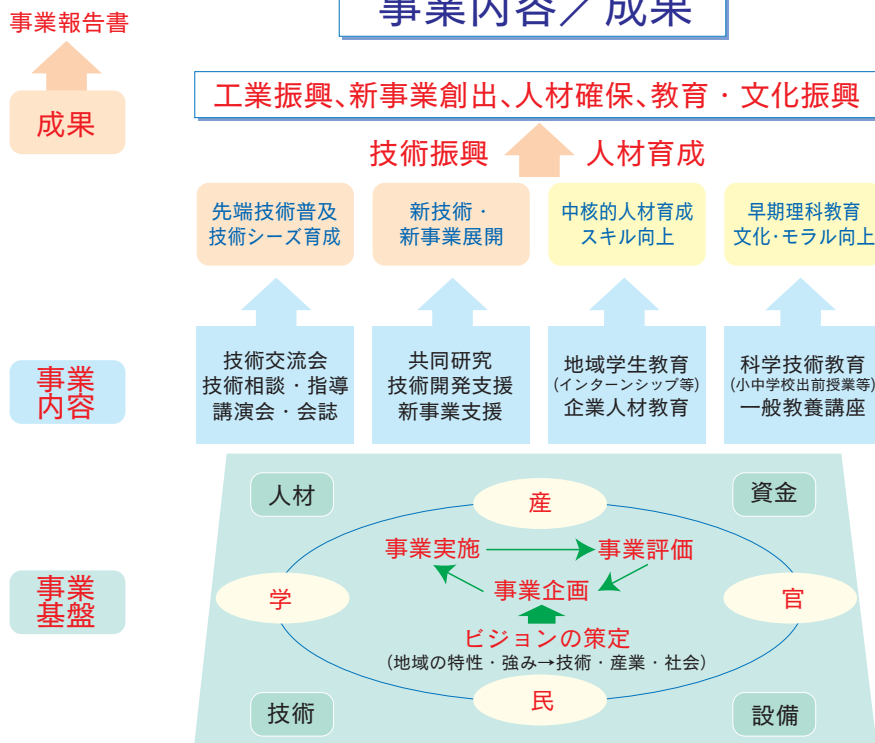 事業内容／成果
事業報告書
成果
工業振興、新事業創出、人材確保、教育・文化振興
技術振興
人材育成
先端技術普及
技術シーズ育成
新技術・
新事業展開
中核的人材育成
スキル向上
早期理科教育
文化・モラル向上
事業
内容
技術交流会
技術相談・指導
講演会・会誌
共同研究
技術開発支援
新事業支援
地域学生教育
(インターンシップ等)
企業人材教育
科学技術教育
(小中学校出前授業等)
一般教養講座
事業
基盤
人材
資金
産
事業実施
事業評価
事業企画
学
官
ビジョンの策定
(地域の特性・強み→技術・産業・社会)
民
技術
設備